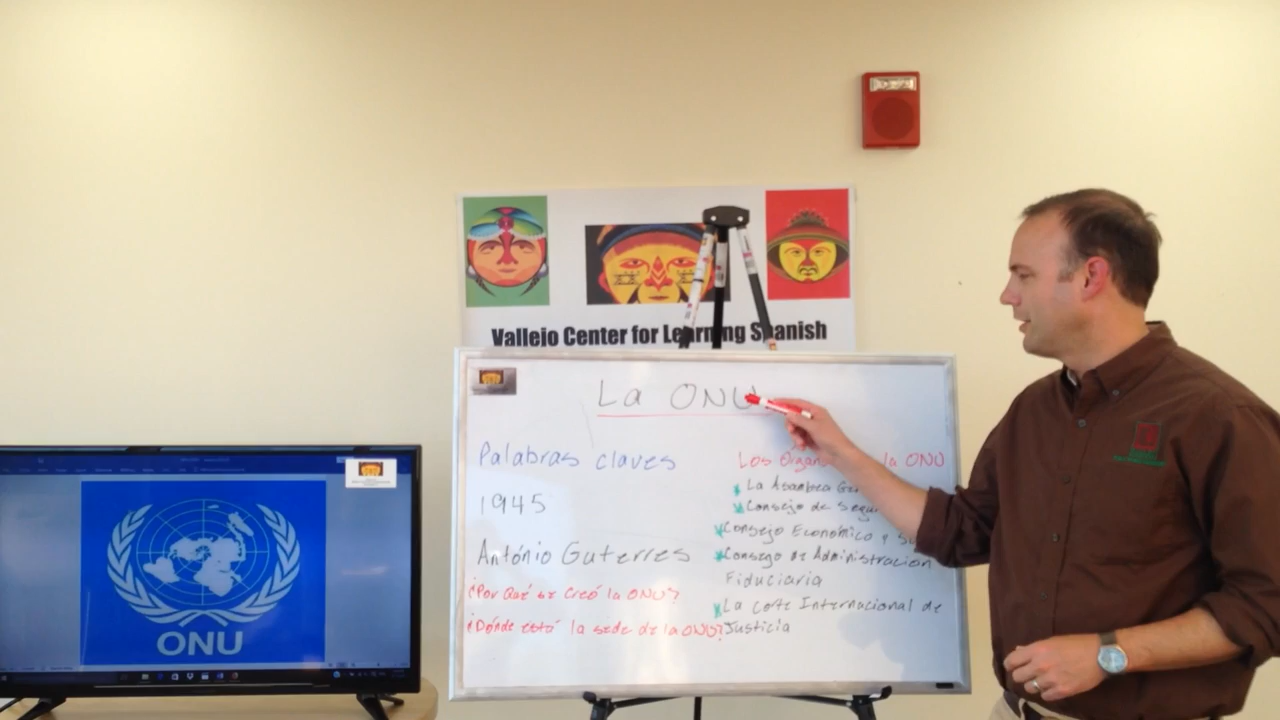 Vallejo Center for Learning Spanish
La ONU
Palabras claves
1945
António Guterres
¿Por Qué se creó la ONU?
¿Dónde está la sede de la ONU?
Los Organ la ONU
La Asamblea Ge
Consejo de Segu
Consejo Económico y S
Consejo de Administración
Fiduciaria
La Corte Internacional de
Justicia
ONU